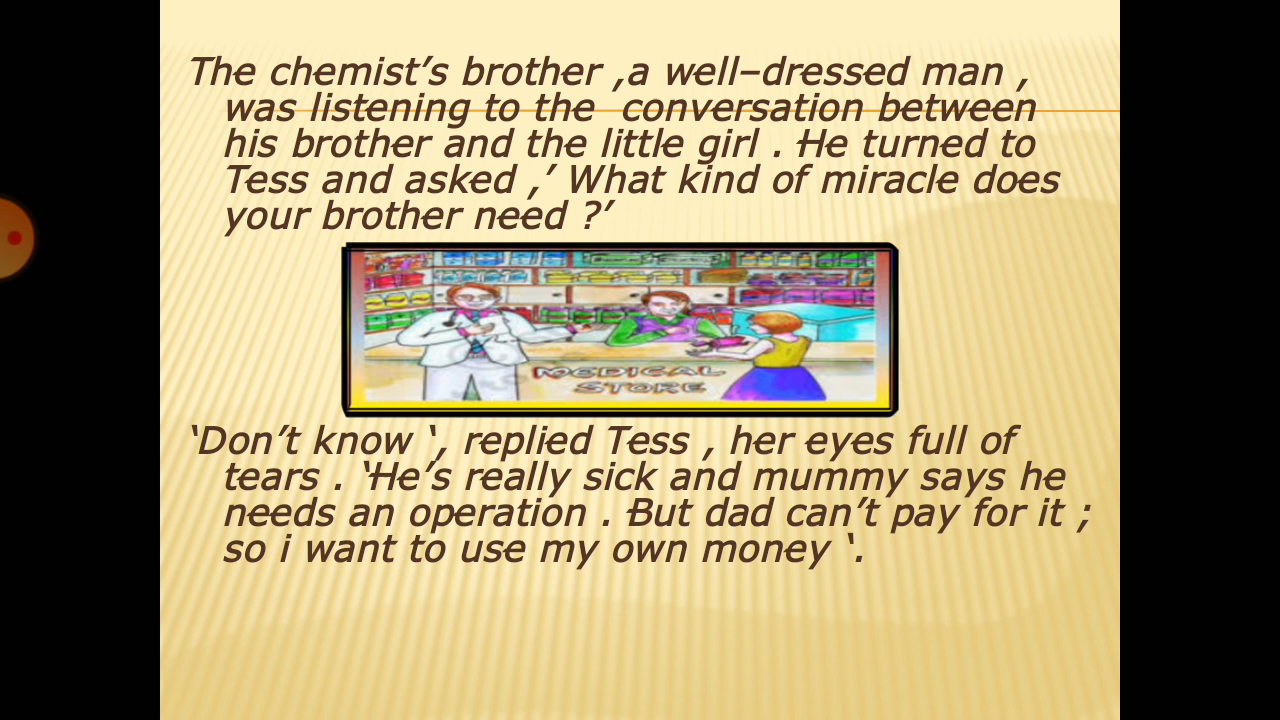 The chemist’s brother ,a well–dressed man ,
was listening to the  conversation between
his brother and the little girl . He turned to
Tess and asked ,’ What kind of miracle does
your brother need ?’
MEDICAL
STORE
‘Don’t know ‘, replied Tess , her eyes full of
tears . ‘He’s really sick and mummy says he
needs an operation . But dad can’t pay for it ;
so i want to use my own money ‘.